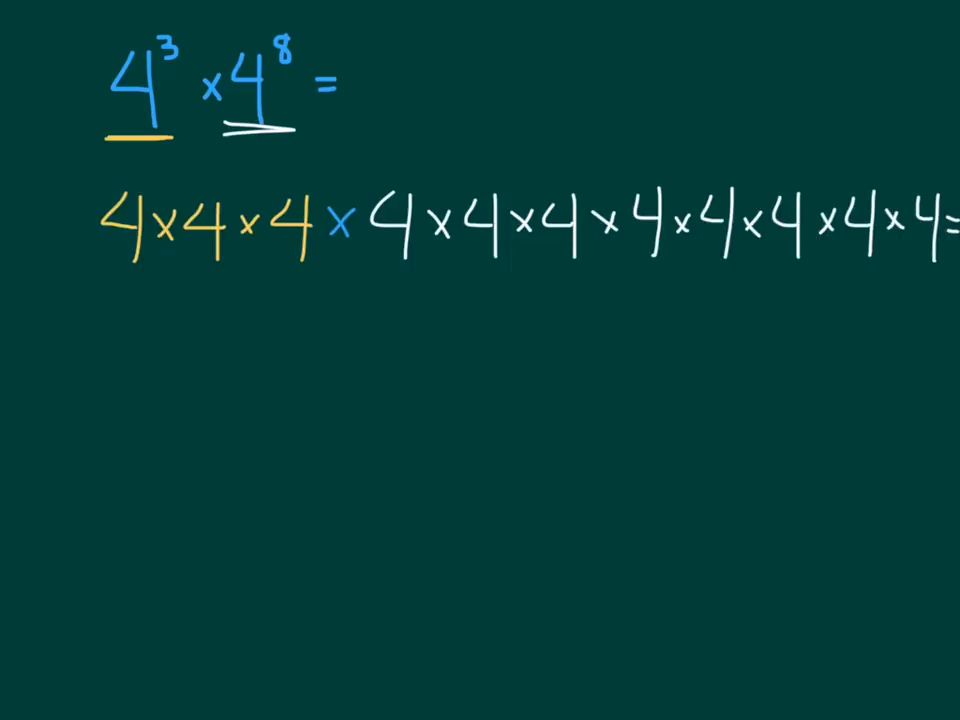 4³ × 4⁸ =
4 × 4 × 4 × 4 × 4 × 4 × 4 × 4 × 4 × 4 × 4 =